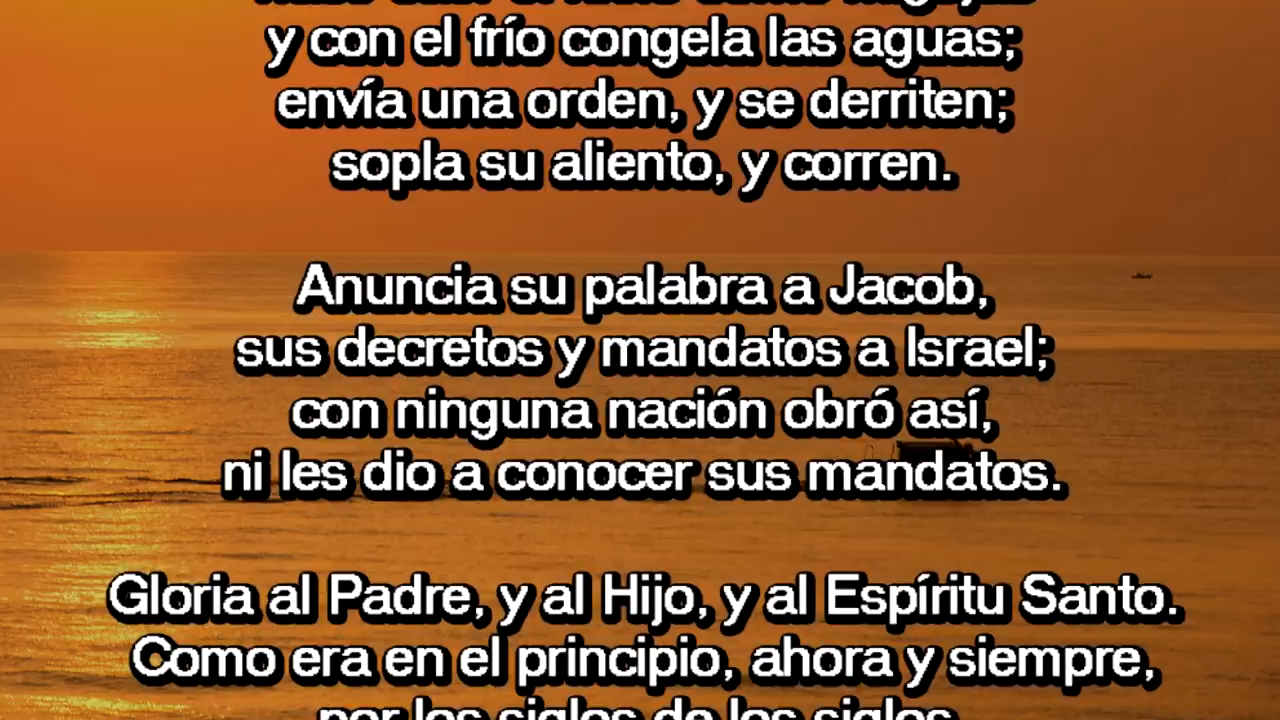 y con el frío congela las aguas;
envía una orden, y se derriten;
sopla su aliento, y corren.
Anuncia su palabra a Jacob,
sus decretos y mandatos a Israel;
con ninguna nación obró así,
ni les dio a conocer sus mandatos.
Gloria al Padre, y al Hijo, y al Espíritu Santo.
Como era en el principio, ahora y siempre,
por los siglos de los siglos.